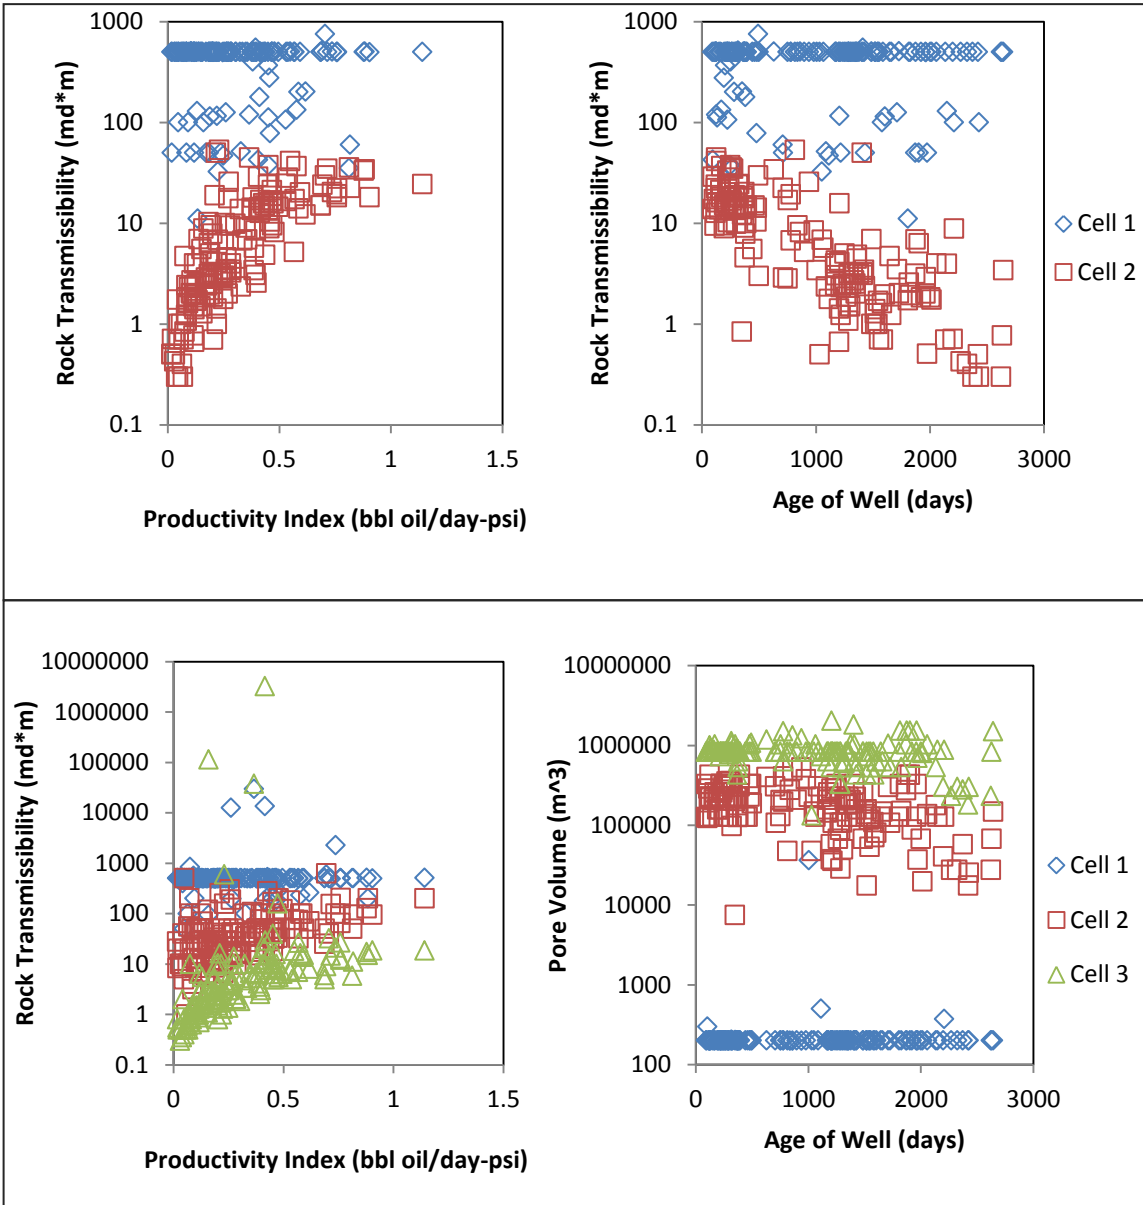 1000
100
10
1
0.1
Rock Transmissibility (md*m)
0 0.5 1 1.5
Productivity Index (bbl oil/day-psi)
1000
100
10
1
0.1
Rock Transmissibility (md*m)
0 1000 2000 3000
Age of Well (days)
Cell 1
Cell 2
10000000
1000000
100000
10000
1000
100
10
1
0.1
Rock Transmissibility (md*m)
0 0.5 1 1.5
Productivity Index (bbl oil/day-psi)
10000000
1000000
100000
10000
1000
100
Pore Volume (m^3)
0 1000 2000 3000
Age of Well (days)
Cell 1
Cell 2
Cell 3